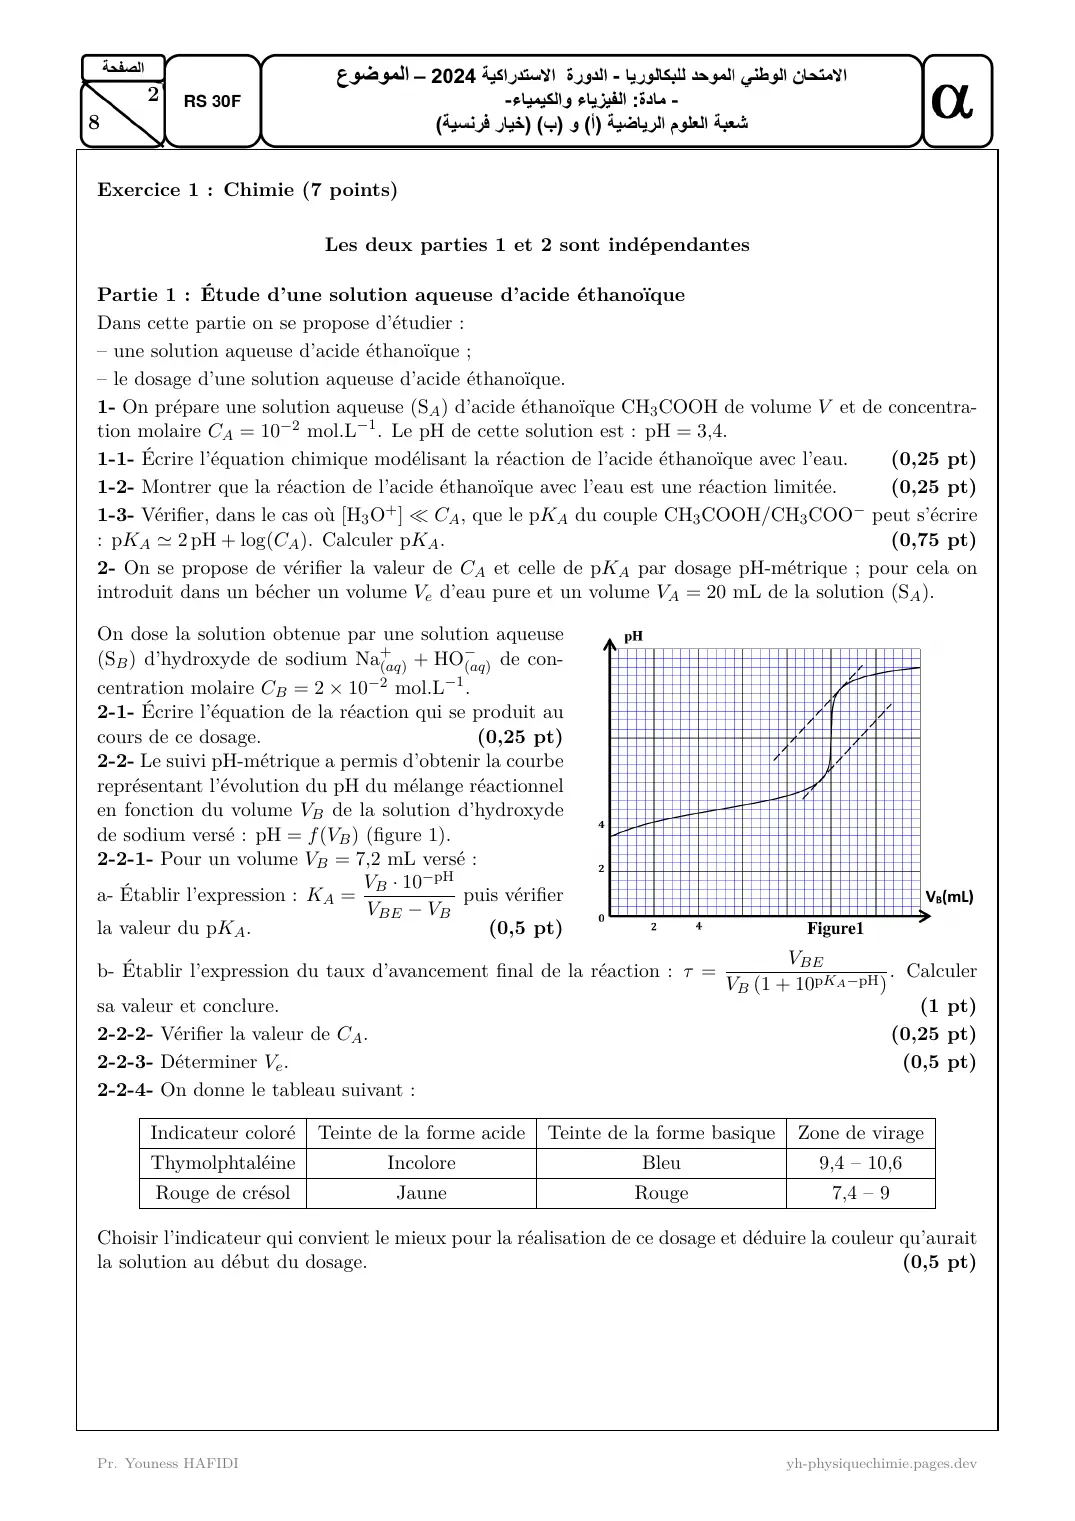 الصفحة
2
8
RS 30F
الامتحان الوطني الموحد للبكالوريا - الدورة الاستدراكية 2024 – الموضوع
- مادة: الفيزياء والكيمياء-
شعبة العلوم الرياضية (أ) و (ب) (خيار فرنسية)
α
Exercice 1 : Chimie (7 points)
Les deux parties 1 et 2 sont indépendantes
Partie 1 : Étude d'une solution aqueuse d'acide éthanoïque
Dans cette partie on se propose d'étudier :
– une solution aqueuse d'acide éthanoïque ;
– le dosage d'une solution aqueuse d'acide éthanoïque.
1- On prépare une solution aqueuse (S_A) d'acide éthanoïque CH₃COOH de volume V et de concentra-
tion molaire C_A = 10⁻² mol.L⁻¹. Le pH de cette solution est : pH = 3,4.
1-1- Écrire l'équation chimique modélisant la réaction de l'acide éthanoïque avec l'eau. (0,25 pt)
1-2- Montrer que la réaction de l'acide éthanoïque avec l'eau est une réaction limitée. (0,25 pt)
1-3- Vérifier, dans le cas où [H₃O⁺] ≪ C_A, que le pK_A du couple CH₃COOH/CH₃COO⁻ peut s'écrire
: pK_A ≃ 2 pH + log(C_A). Calculer pK_A. (0,75 pt)
2- On se propose de vérifier la valeur de C_A et celle de pK_A par dosage pH-métrique ; pour cela on
introduit dans un bécher un volume V_e d'eau pure et un volume V_A = 20 mL de la solution (S_A).
On dose la solution obtenue par une solution aqueuse
(S_B) d'hydroxyde de sodium Na⁺_(aq) + HO⁻_(aq) de con-
centration molaire C_B = 2 × 10⁻² mol.L⁻¹.
2-1- Écrire l'équation de la réaction qui se produit au
cours de ce dosage. (0,25 pt)
2-2- Le suivi pH-métrique a permis d'obtenir la courbe
représentant l'évolution du pH du mélange réactionnel
en fonction du volume V_B de la solution d'hydroxyde
de sodium versé : pH = f(V_B) (figure 1).
2-2-1- Pour un volume V_B = 7,2 mL versé :
a- Établir l'expression : K_A = (V_B · 10^(−pH))/(V_BE − V_B) puis vérifier
la valeur du pK_A. (0,5 pt)
pH
4
2
0
2
4
V_B(mL)
Figure1
b- Établir l'expression du taux d'avancement final de la réaction : τ = V_BE/(V_B (1 + 10^(pK_A−pH))). Calculer
sa valeur et conclure. (1 pt)
2-2-2- Vérifier la valeur de C_A. (0,25 pt)
2-2-3- Déterminer V_e. (0,5 pt)
2-2-4- On donne le tableau suivant :
Indicateur coloré Teinte de la forme acide Teinte de la forme basique Zone de virage
Thymolphtaléine Incolore Bleu 9,4 – 10,6
Rouge de crésol Jaune Rouge 7,4 – 9
Choisir l'indicateur qui convient le mieux pour la réalisation de ce dosage et déduire la couleur qu'aurait
la solution au début du dosage. (0,5 pt)
Pr. Youness HAFIDI
yh-physiquechimie.pages.dev